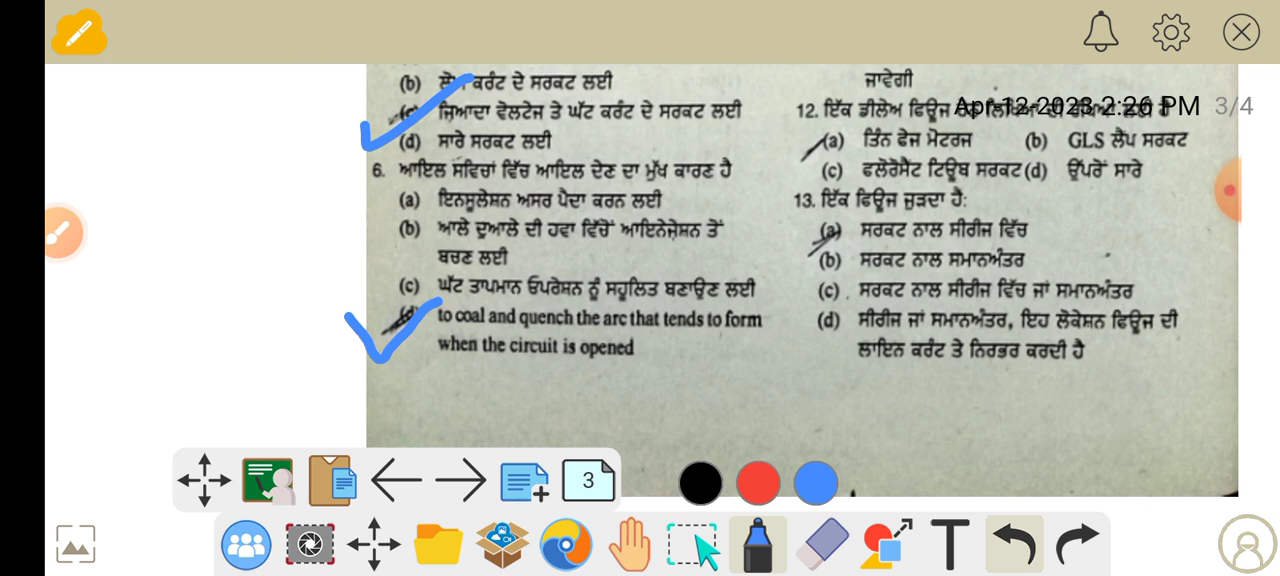 (b) ਲੋਅ ਕਰੰਟ ਦੇ ਸਰਕਟ ਲਈ
(c) ਜ਼ਿਆਦਾ ਵੋਲਟੇਜ ਤੇ ਘੱਟ ਕਰੰਟ ਦੇ ਸਰਕਟ ਲਈ
(d) ਸਾਰੇ ਸਰਕਟ ਲਈ
6. ਆਇਲ ਸਵਿਚਾਂ ਵਿੱਚ ਆਇਲ ਦੇਣ ਦਾ ਮੁੱਖ ਕਾਰਣ ਹੈ
(a) ਇਨਸੂਲੇਸ਼ਨ ਅਸਰ ਪੈਦਾ ਕਰਨ ਲਈ
(b) ਆਲੇ ਦੁਆਲੇ ਦੀ ਹਵਾ ਵਿੱਚੋਂ ਆਇਨੇਜੇਸ਼ਨ ਤੋਂ
ਬਚਣ ਲਈ
(c) ਘੱਟ ਤਾਪਮਾਨ ਓਪਰੇਸ਼ਨ ਨੂੰ ਸਹੂਲਿਤ ਬਣਾਉਣ ਲਈ
(d) to coal and quench the arc that tends to form
when the circuit is opened
ਜਾਵੇਗੀ
Apr-12-2023 2:26 PM 3/4
12. ਇੱਕ ਡੀਲੇਅ ਫਿਊਜ ਹੈ
(a) ਤਿੰਨ ਫੇਜ ਮੋਟਰਜ (b) GLS ਲੈਂਪ ਸਰਕਟ
(c) ਫਲੋਰੋਸੈਂਟ ਟਿਊਬ ਸਰਕਟ (d) ਉੱਪਰੋਂ ਸਾਰੇ
13. ਇੱਕ ਫਿਊਜ ਜੁੜਦਾ ਹੈ:
(a) ਸਰਕਟ ਨਾਲ ਸੀਰੀਜ ਵਿੱਚ
(b) ਸਰਕਟ ਨਾਲ ਸਮਾਨਅੰਤਰ
(c) ਸਰਕਟ ਨਾਲ ਸੀਰੀਜ ਵਿੱਚ ਜਾਂ ਸਮਾਨਅੰਤਰ
(d) ਸੀਰੀਜ ਜਾਂ ਸਮਾਨਅੰਤਰ, ਇਹ ਲੋਕੇਸ਼ਨ ਫਿਊਜ ਦੀ
ਲਾਇਨ ਕਰੰਟ ਤੇ ਨਿਰਭਰ ਕਰਦੀ ਹੈ
3
T